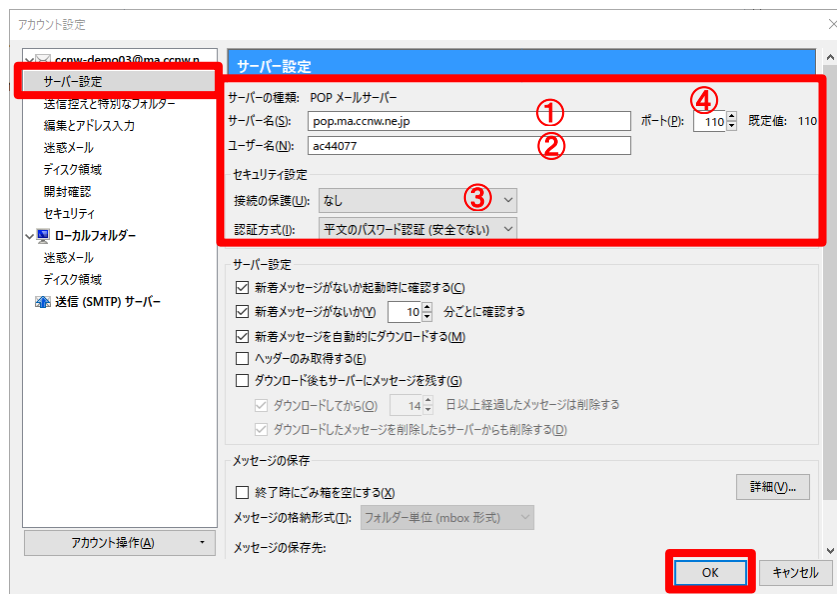 アカウント設定
ccnw-demo03@ma.ccnw.n
サーバー設定
送信控えと特別なフォルダー
編集とアドレス入力
迷惑メール
ディスク領域
開封確認
セキュリティ
ローカルフォルダー
迷惑メール
ディスク領域
送信 (SMTP) サーバー
アカウント操作(A)
サーバー設定
サーバーの種類: POP メールサーバー
サーバー名(S): pop.ma.ccnw.ne.jp ① ポート(P): ④ 110 既定値: 110
ユーザー名(N): ac44077 ②
セキュリティ設定
接続の保護(U): なし ③
認証方式(I): 平文のパスワード認証 (安全でない)
サーバー設定
新着メッセージがないか起動時に確認する(C)
新着メッセージがないか(Y) 10 分ごとに確認する
新着メッセージを自動的にダウンロードする(M)
ヘッダーのみ取得する(E)
ダウンロード後もサーバーにメッセージを残す(G)
ダウンロードしてから(O) 14 日以上経過したメッセージは削除する
ダウンロードしたメッセージを削除したらサーバーからも削除する(D)
メッセージの保存
終了時にごみ箱を空にする(X)
詳細(V)...
メッセージの格納形式(T): フォルダー単位 (mbox 形式)
メッセージの保存先:
OK キャンセル